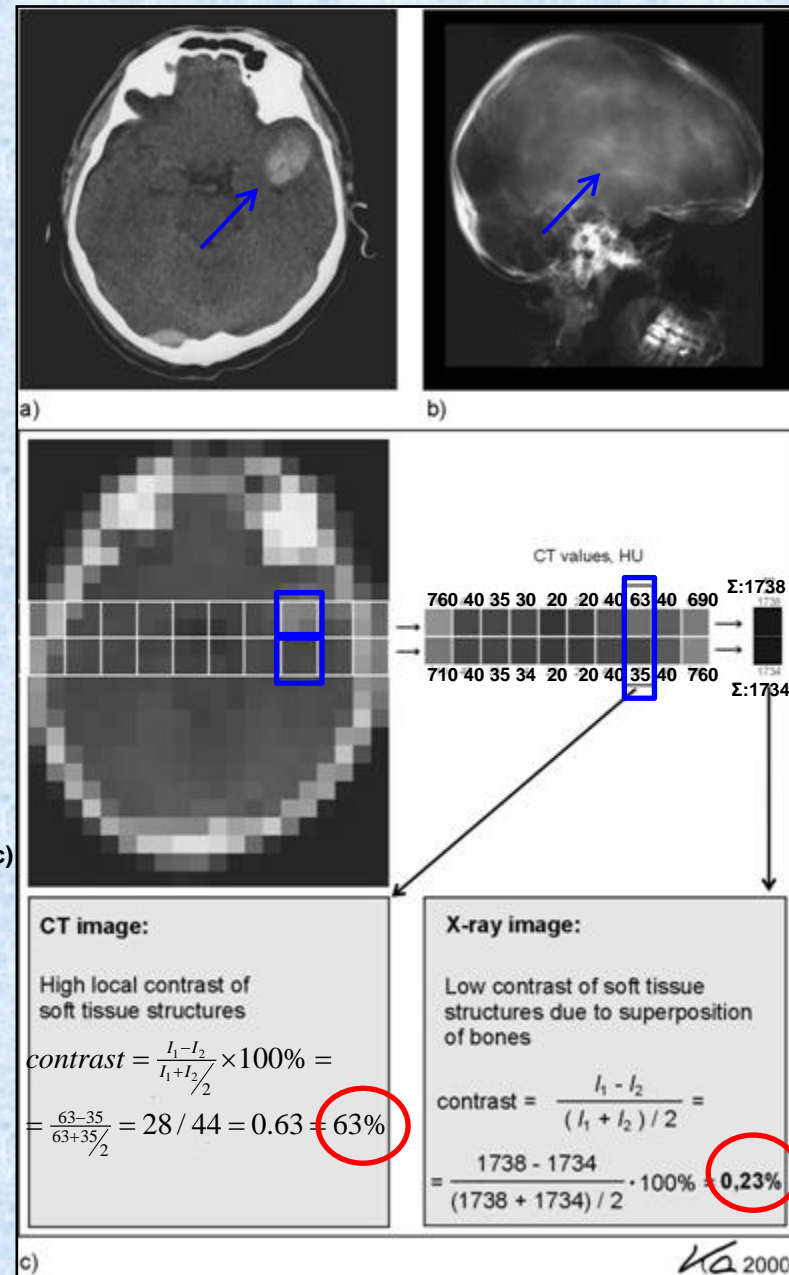 a)
b)
CT values, HU
760 40 35 30 20 20 40 63 40 690
Σ:1738
1738
710 40 35 34 20 20 40 35 40 760
1734
Σ:1734
c)
CT image:
High local contrast of
soft tissue structures
contrast = I₁–I₂ / I₁+I₂/2 ×100% =
= 63–35 / 63+35/2 = 28 / 44 = 0.63 = 63%
X-ray image:
Low contrast of soft tissue
structures due to superposition
of bones
contrast = I₁ - I₂ / ( I₁ + I₂ ) / 2 =
= 1738 - 1734 / (1738 + 1734) / 2 · 100% = 0,23%
c)
2000